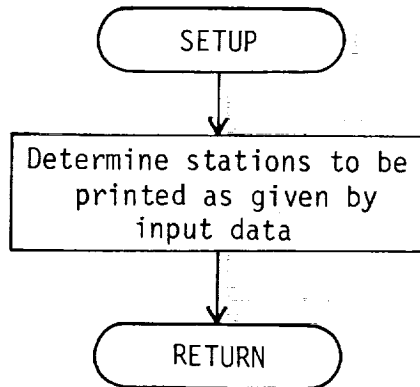 SETUP
Determine stations to be
printed as given by
input data
RETURN